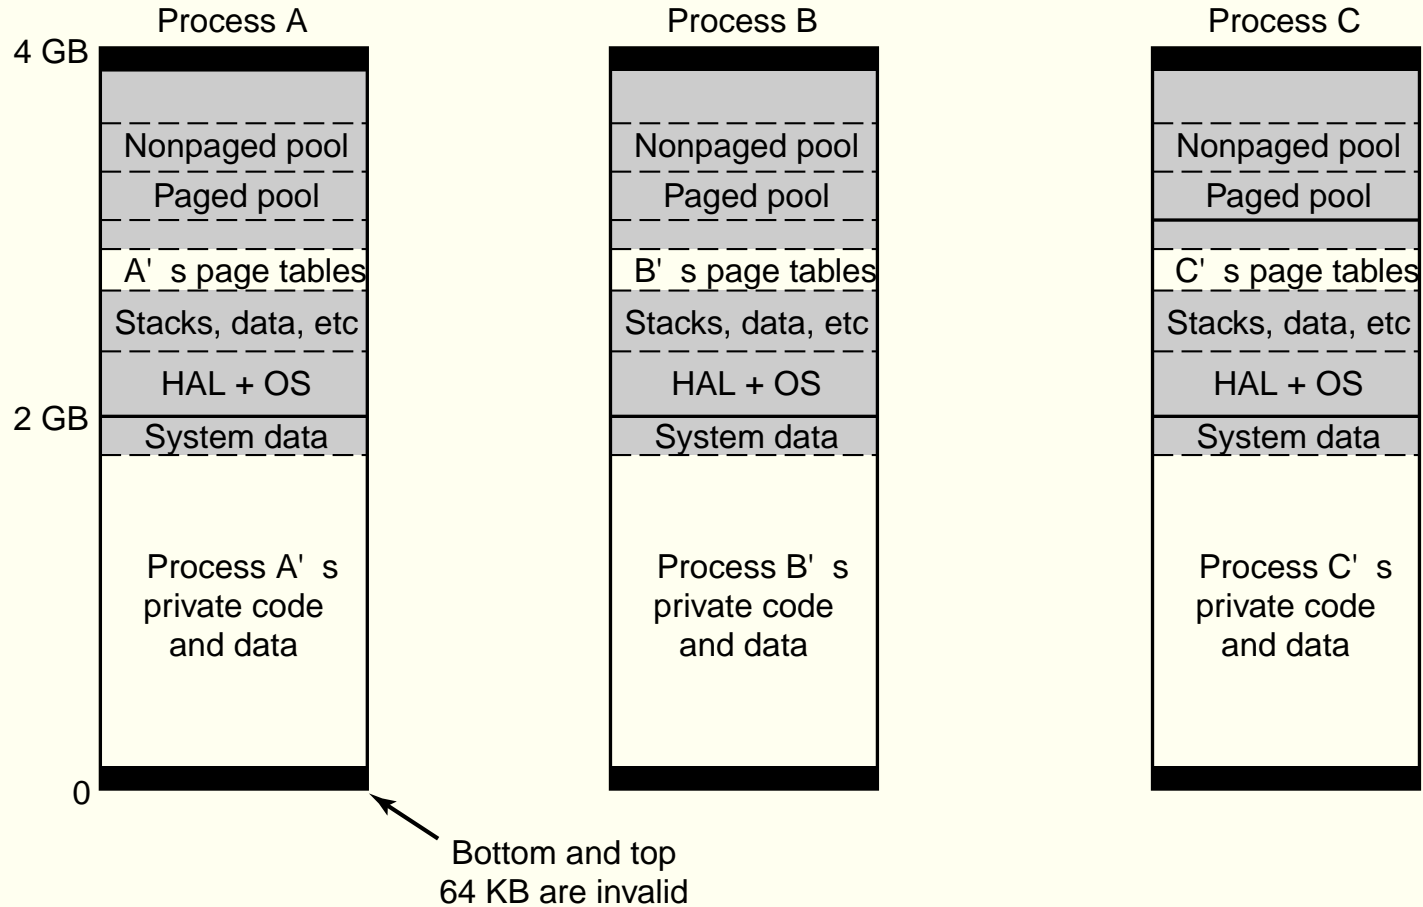 Process A
Process B
Process C
4 GB
Nonpaged pool
Nonpaged pool
Nonpaged pool
Paged pool
Paged pool
Paged pool
A' s page tables
B' s page tables
C' s page tables
Stacks, data, etc
Stacks, data, etc
Stacks, data, etc
HAL + OS
HAL + OS
HAL + OS
2 GB
System data
System data
System data
Process A' s
private code
and data
Process B' s
private code
and data
Process C' s
private code
and data
0
Bottom and top
64 KB are invalid